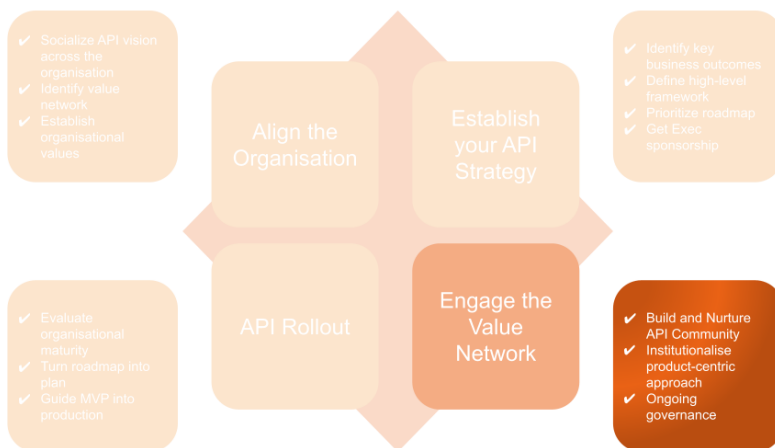 ✔ Socialize API vision
across the
organisation
✔ Identify value
network
✔ Establish
organisational
values
Align the
Organisation
Establish
your API
Strategy
✔ Identify key
business outcomes
✔ Define high-level
framework
✔ Prioritize roadmap
✔ Get Exec
sponsorship
✔ Evaluate
organisational
maturity
✔ Turn roadmap into
plan
✔ Guide MVP into
production
API Rollout
Engage the
Value
Network
✔ Build and Nurture
API Community
✔ Institutionalise
product-centric
approach
✔ Ongoing
governance